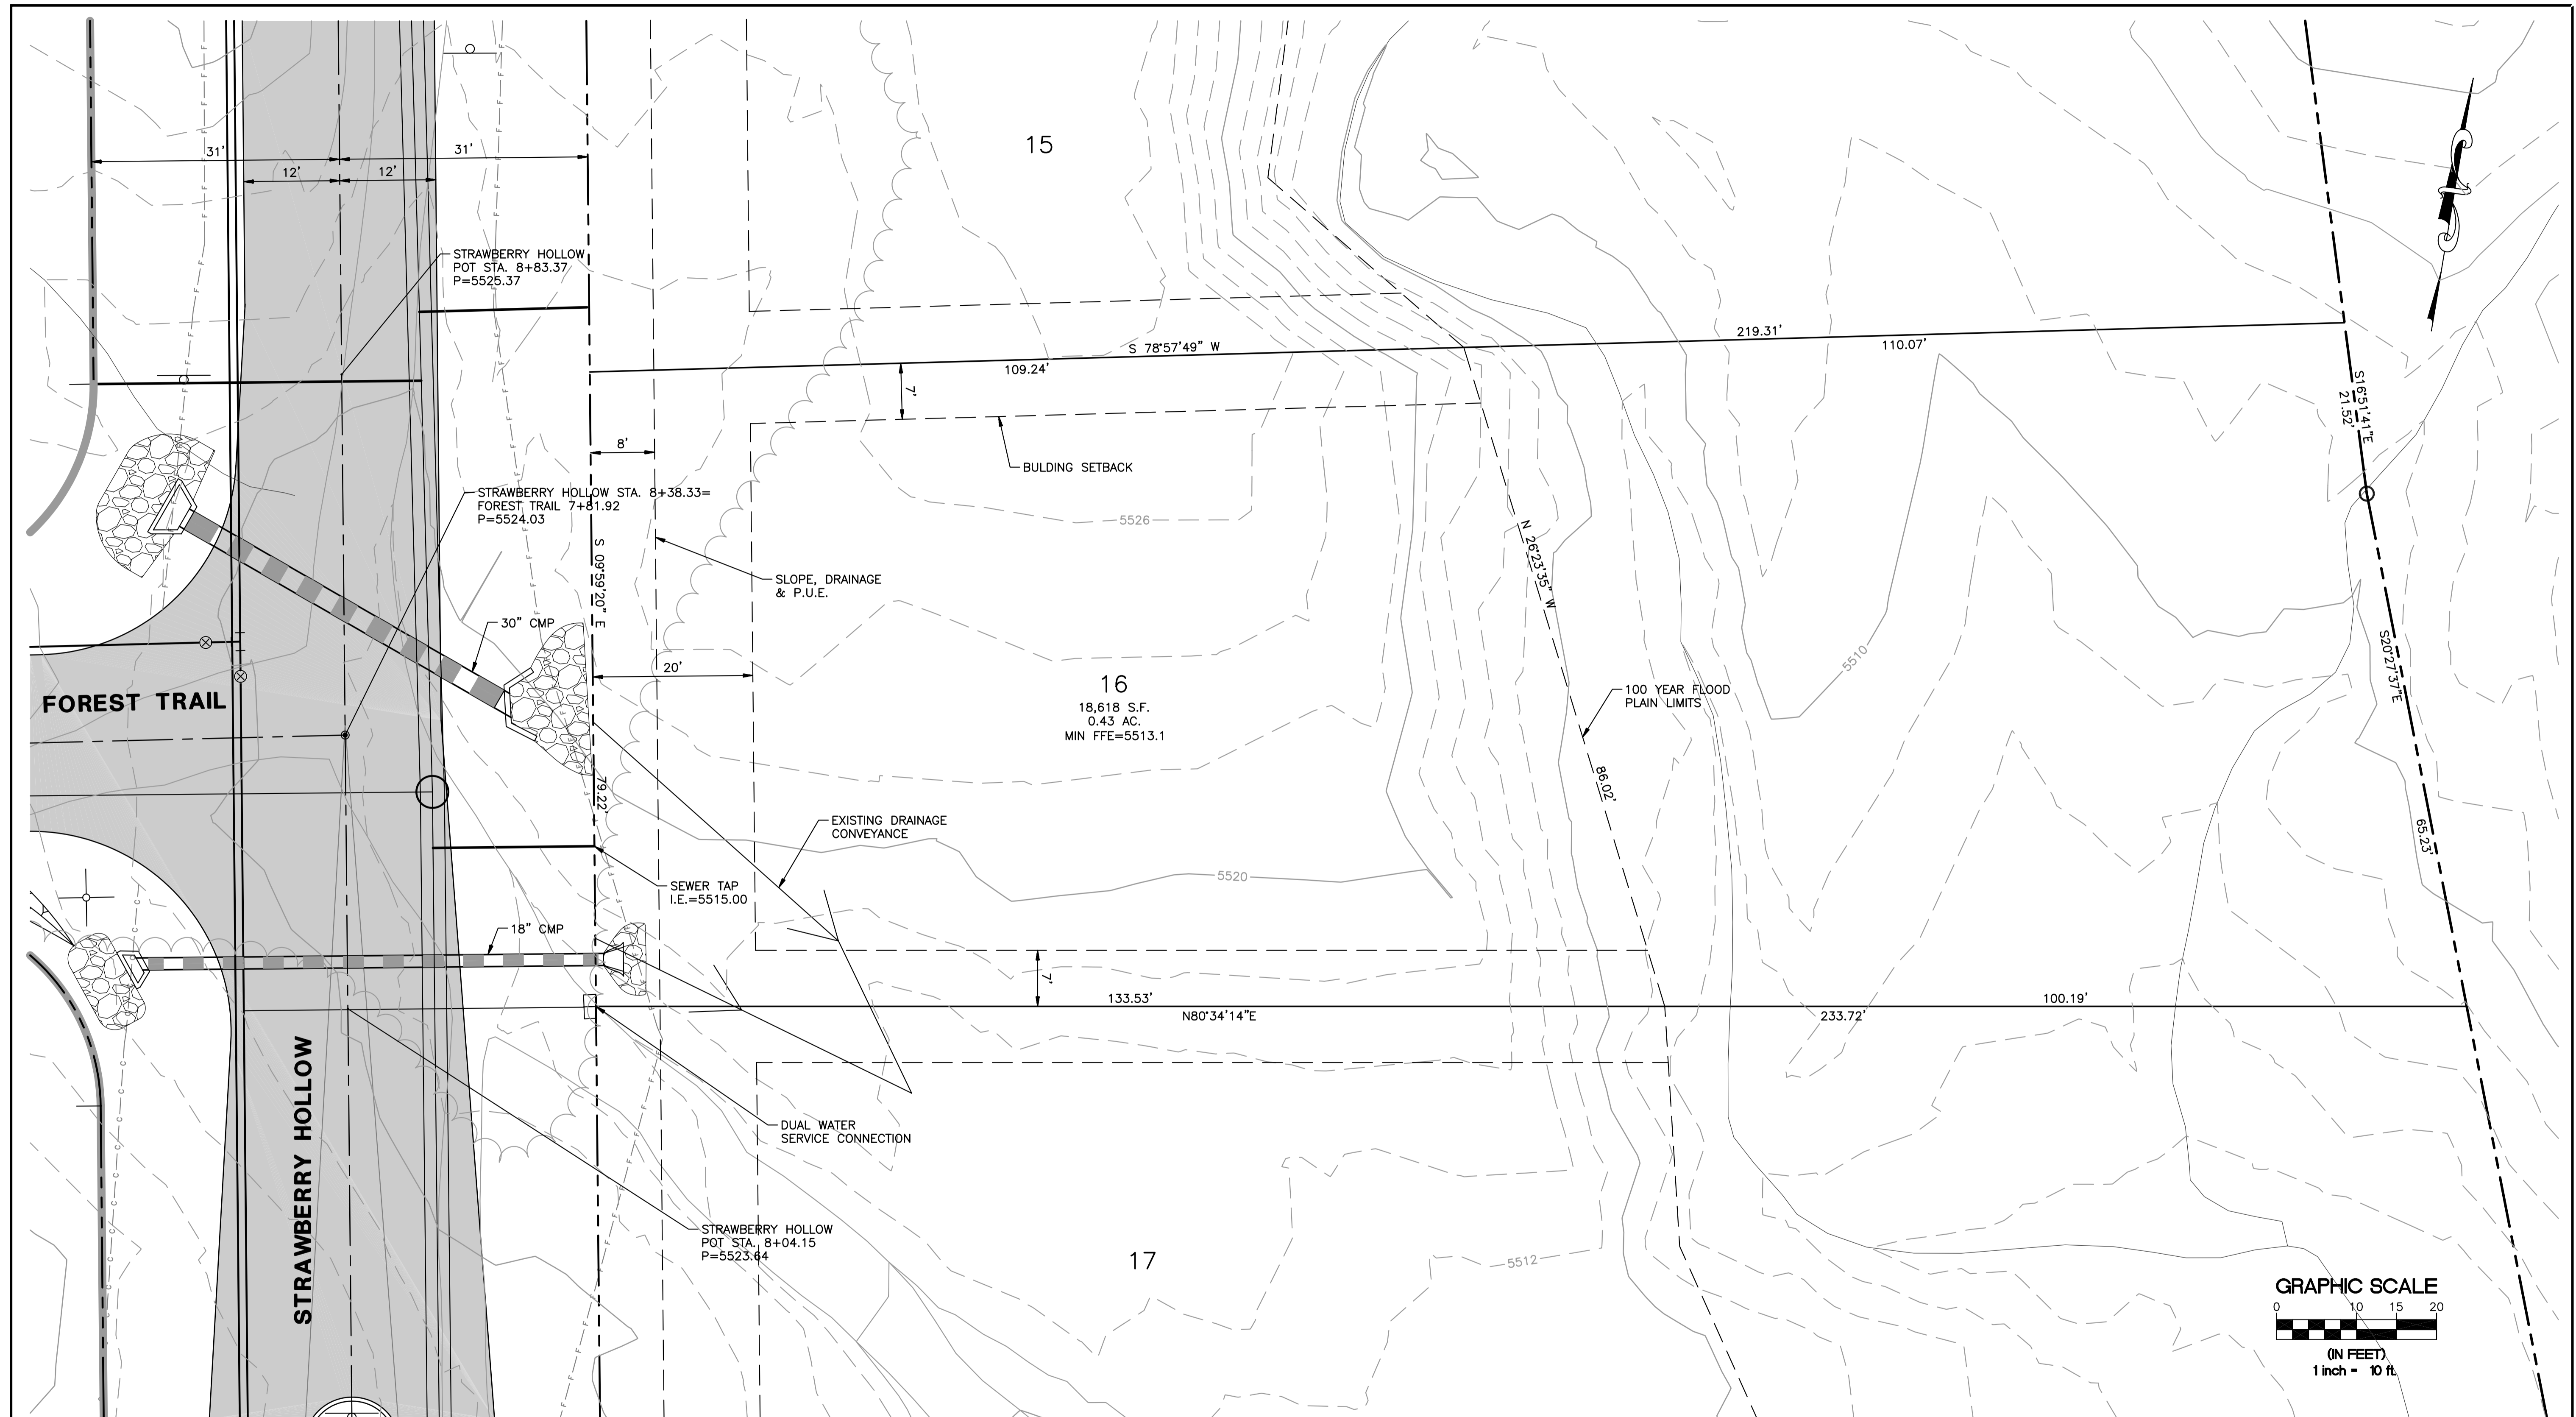 15
31'
31'
12'
12'
STRAWBERRY HOLLOW
POT STA. 8+83.37
P=5525.37
219.31'
S 78°57'49" W
110.07'
109.24'
7'
S16°51'41"E
21.52'
8'
BULDING SETBACK
STRAWBERRY HOLLOW STA. 8+38.33=
FOREST TRAIL 7+81.92
P=5524.03
5526
S 09°59'20" E
N 26°23'35" W
SLOPE, DRAINAGE
& P.U.E.
30" CMP
5510
S20°27'37"E
20'
16
18,618 S.F.
0.43 AC.
MIN FFE=5513.1
100 YEAR FLOOD
PLAIN LIMITS
FOREST TRAIL
79.22'
86.02'
EXISTING DRAINAGE
CONVEYANCE
65.23'
5520
SEWER TAP
I.E.=5515.00
18" CMP
7'
133.53'
100.19'
N80°34'14"E
233.72'
STRAWBERRY HOLLOW
DUAL WATER
SERVICE CONNECTION
STRAWBERRY HOLLOW
POT STA. 8+04.15
P=5523.64
17
5512
GRAPHIC SCALE
0 10 15 20
(IN FEET)
1 inch = 10 ft.